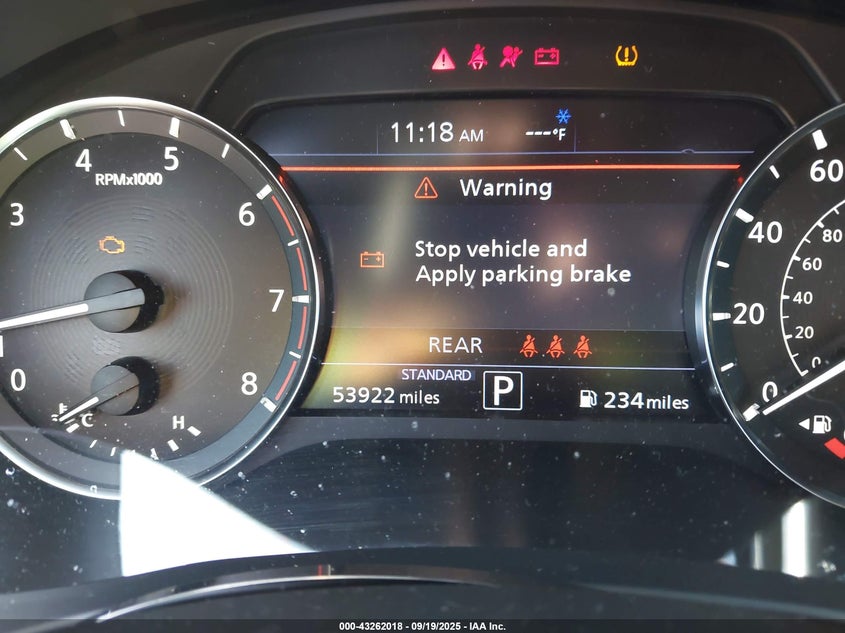 11:18 AM
---°F
Warning
Stop vehicle and
Apply parking brake
REAR
STANDARD
53922 miles
P
234 miles
RPMx1000
0
3
4
5
6
7
8
C
H
0
20
40
60
0
20
40
60
80
000-43262018 - 09/19/2025 - IAA Inc.